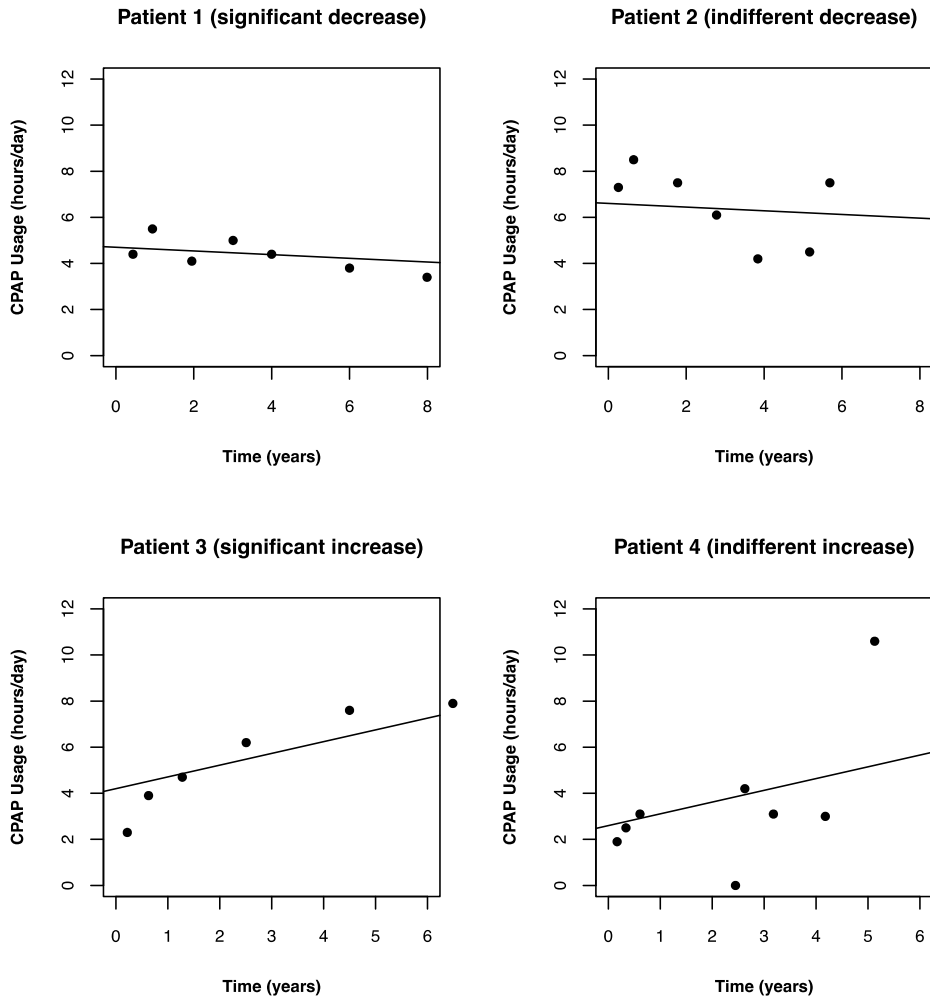 Patient 1 (significant decrease)
CPAP Usage (hours/day)
12
10
8
6
4
2
0
0 2 4 6 8
Time (years)
Patient 2 (indifferent decrease)
CPAP Usage (hours/day)
12
10
8
6
4
2
0
0 2 4 6 8
Time (years)
Patient 3 (significant increase)
CPAP Usage (hours/day)
12
10
8
6
4
2
0
0 1 2 3 4 5 6
Time (years)
Patient 4 (indifferent increase)
CPAP Usage (hours/day)
12
10
8
6
4
2
0
0 1 2 3 4 5 6
Time (years)